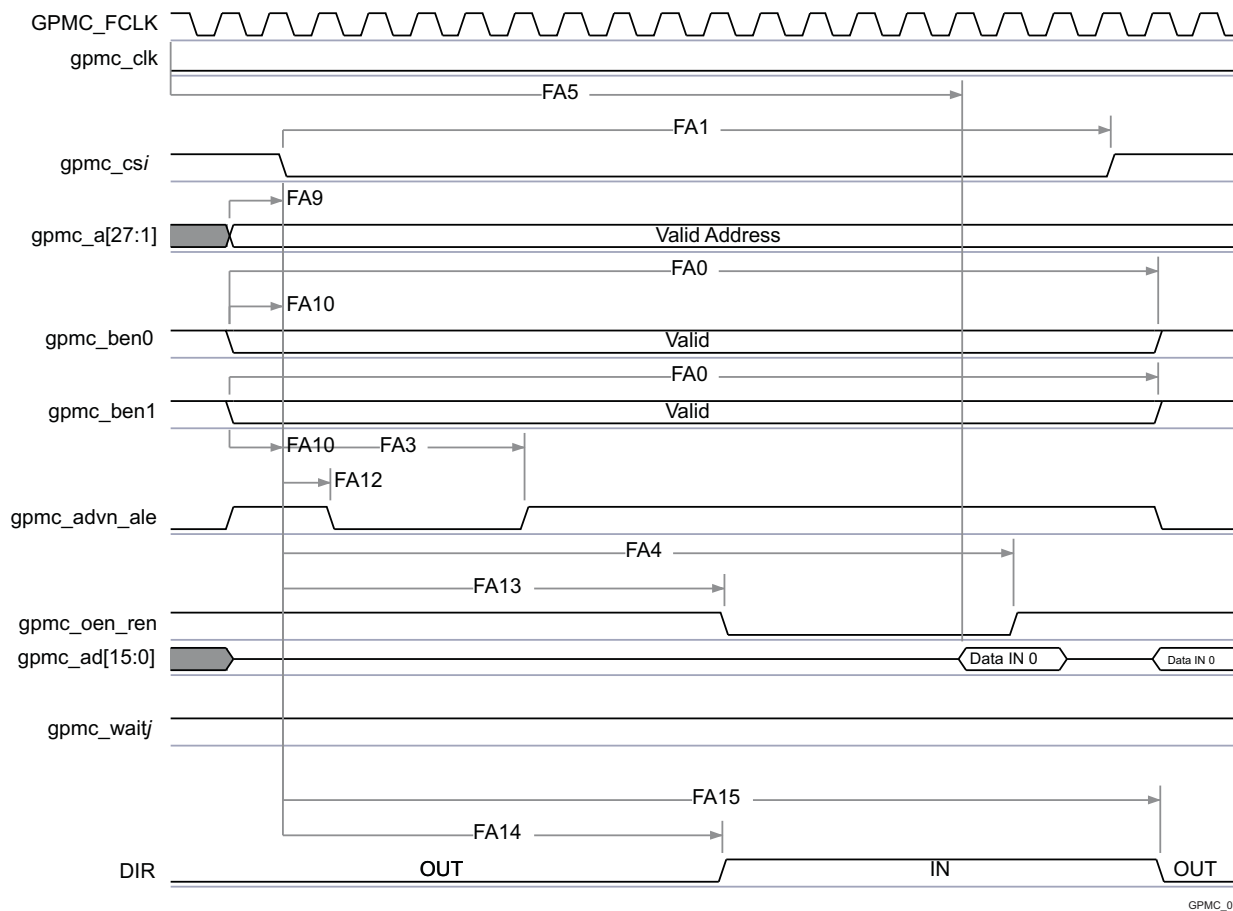 GPMC_FCLK
gpmc_clk
FA5
FA1
gpmc_csi
FA9
gpmc_a[27:1]
Valid Address
FA0
FA10
gpmc_ben0
Valid
FA0
gpmc_ben1
Valid
FA10
FA3
FA12
gpmc_advn_ale
FA4
FA13
gpmc_oen_ren
gpmc_ad[15:0]
Data IN 0
Data IN 0
gpmc_waitj
FA15
FA14
DIR
OUT
IN
OUT
GPMC_0